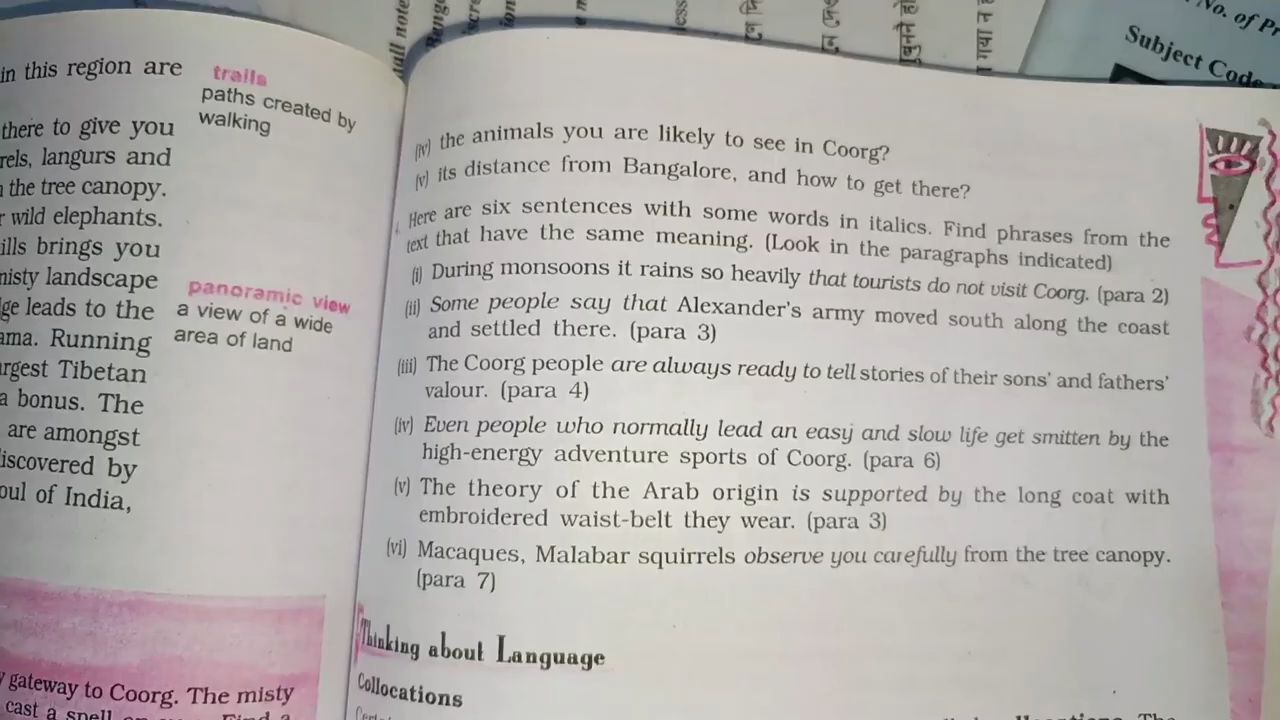 No. of Pr
Subject Code
less
in this region are
there to give you
rels, langurs and
the tree canopy.
wild elephants.
ills brings you
misty landscape
ge leads to the
ama. Running
argest Tibetan
a bonus. The
are amongst
iscovered by
oul of India,
trails
paths created by
walking
panoramic view
a view of a wide
area of land
gateway to Coorg. The misty
cast a spell
(iv) the animals you are likely to see in Coorg?
(v) its distance from Bangalore, and how to get there?
Here are six sentences with some words in italics. Find phrases from the
text that have the same meaning. (Look in the paragraphs indicated)
(i) During monsoons it rains so heavily that tourists do not visit Coorg. (para 2)
(ii) Some people say that Alexander's army moved south along the coast
and settled there. (para 3)
(iii) The Coorg people are always ready to tell stories of their sons' and fathers'
valour. (para 4)
(iv) Even people who normally lead an easy and slow life get smitten by the
high-energy adventure sports of Coorg. (para 6)
(v) The theory of the Arab origin is supported by the long coat with
embroidered waist-belt they wear. (para 3)
(vi) Macaques, Malabar squirrels observe you carefully from the tree canopy.
(para 7)
Thinking about Language
Collocations